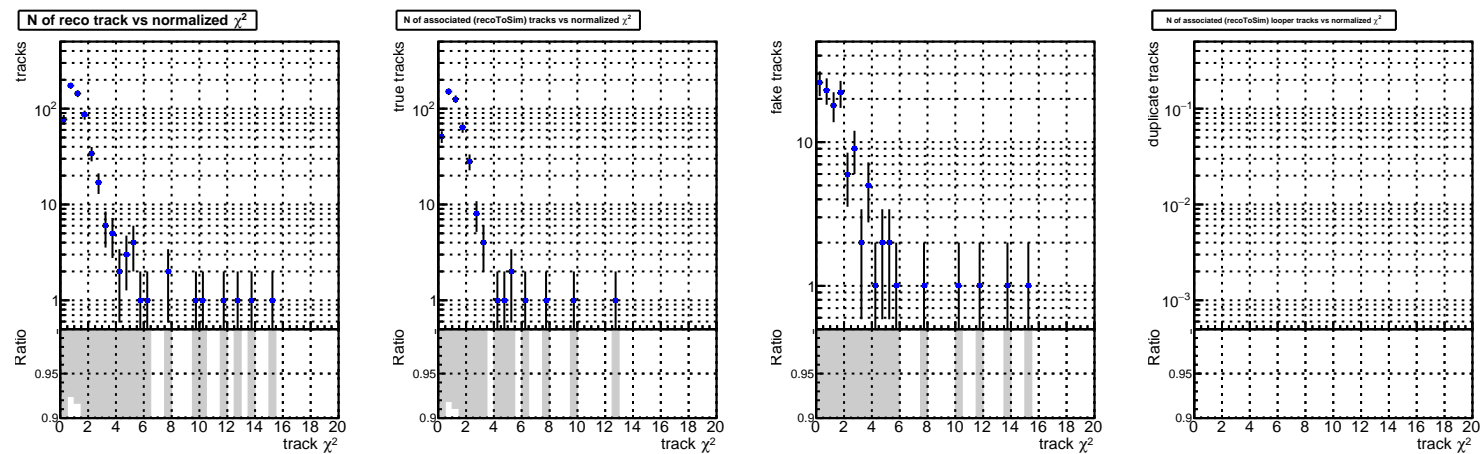 N of reco track vs normalized χ²
tracks
10²
10
1
Ratio
1
0.95
0.9
0 2 4 6 8 10 12 14 16 18 20
track χ²
N of associated (recoToSim) tracks vs normalized χ²
true tracks
10²
10
1
Ratio
1
0.95
0.9
0 2 4 6 8 10 12 14 16 18 20
track χ²
fake tracks
10
1
Ratio
1
0.95
0.9
0 2 4 6 8 10 12 14 16 18 20
track χ²
N of associated (recoToSim) looper tracks vs normalized χ²
duplicate tracks
10⁻¹
10⁻²
10⁻³
Ratio
1
0.95
0.9
0 2 4 6 8 10 12 14 16 18 20
track χ²